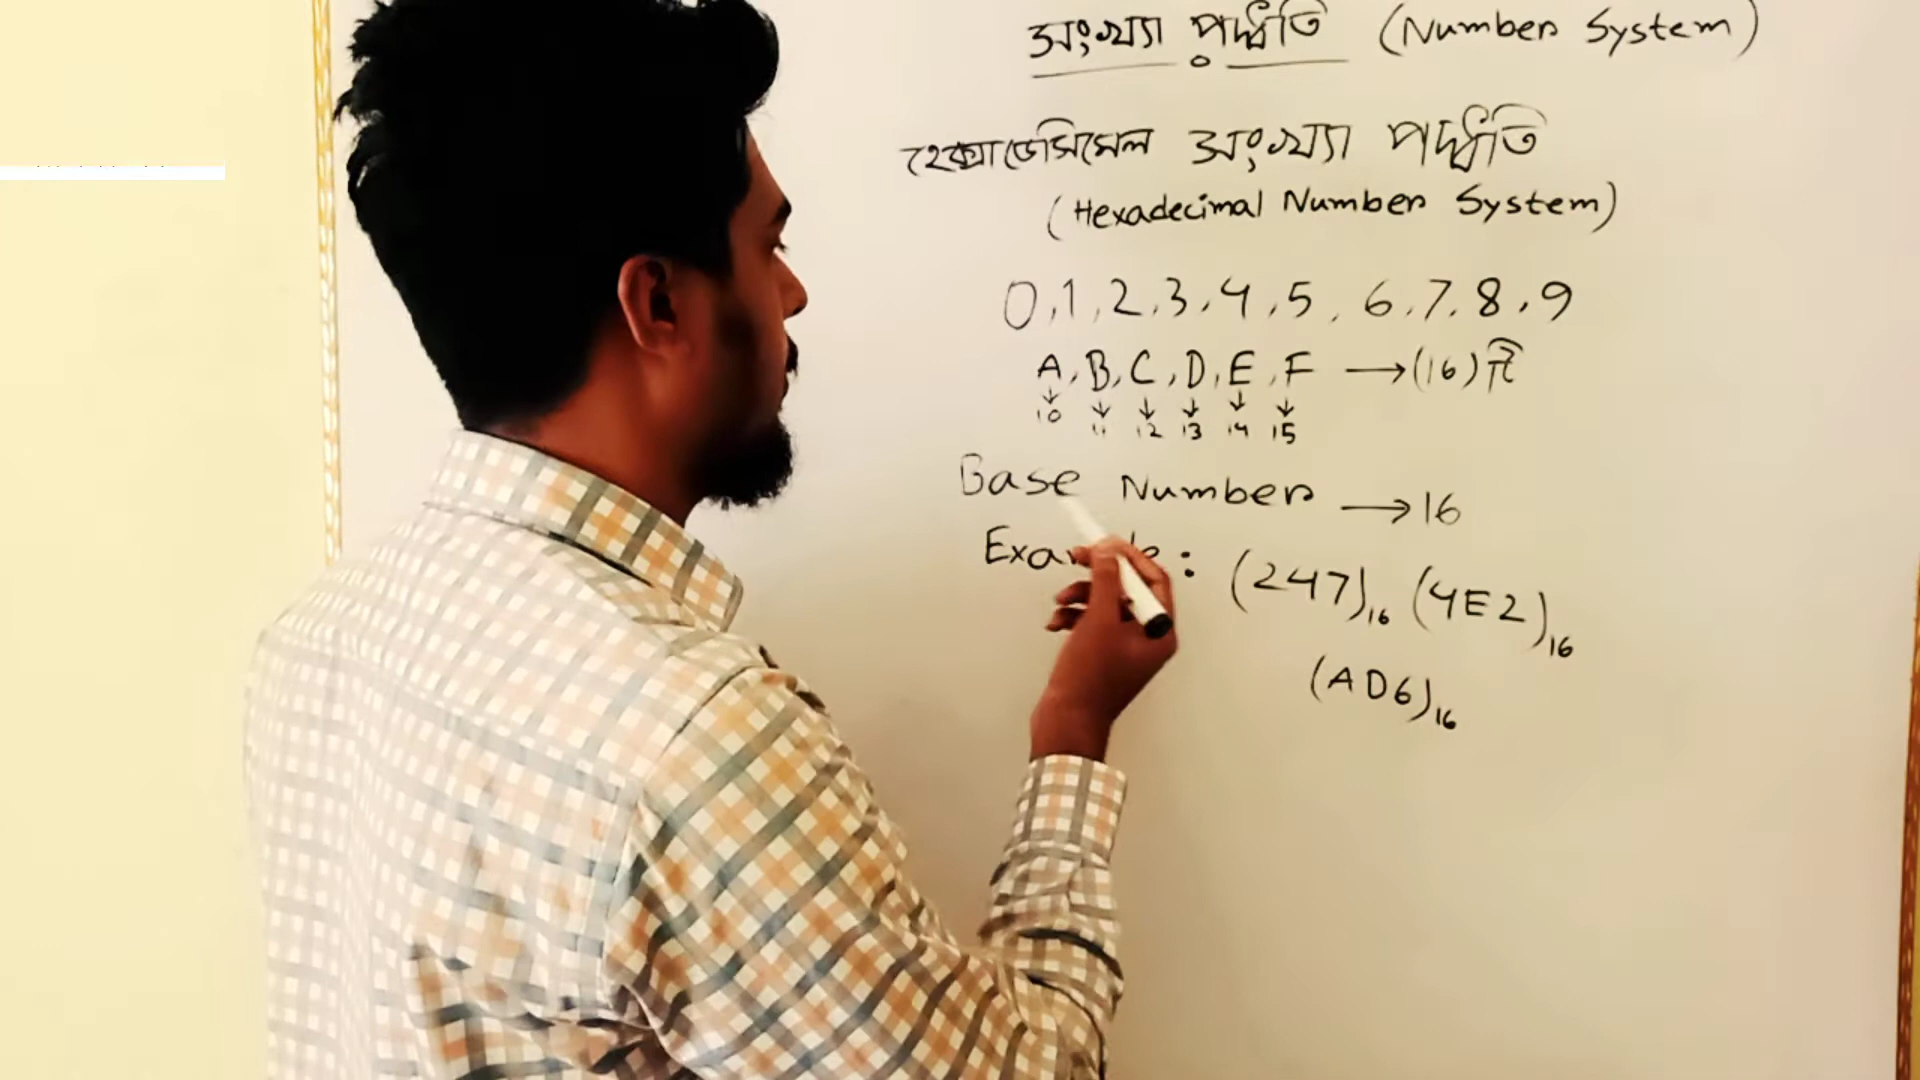 সংখ্যা পদ্ধতি (Number System)
হেক্সাডেসিমেল সংখ্যা পদ্ধতি
(Hexadecimal Number System)
0, 1, 2, 3, 4, 5, 6, 7, 8, 9
A, B, C, D, E, F → (16) টি
↓ ↓ ↓ ↓ ↓ ↓
10 11 12 13 14 15
Base Number → 16
: (247)₁₆ (4E2)₁₆
(AD6)₁₆